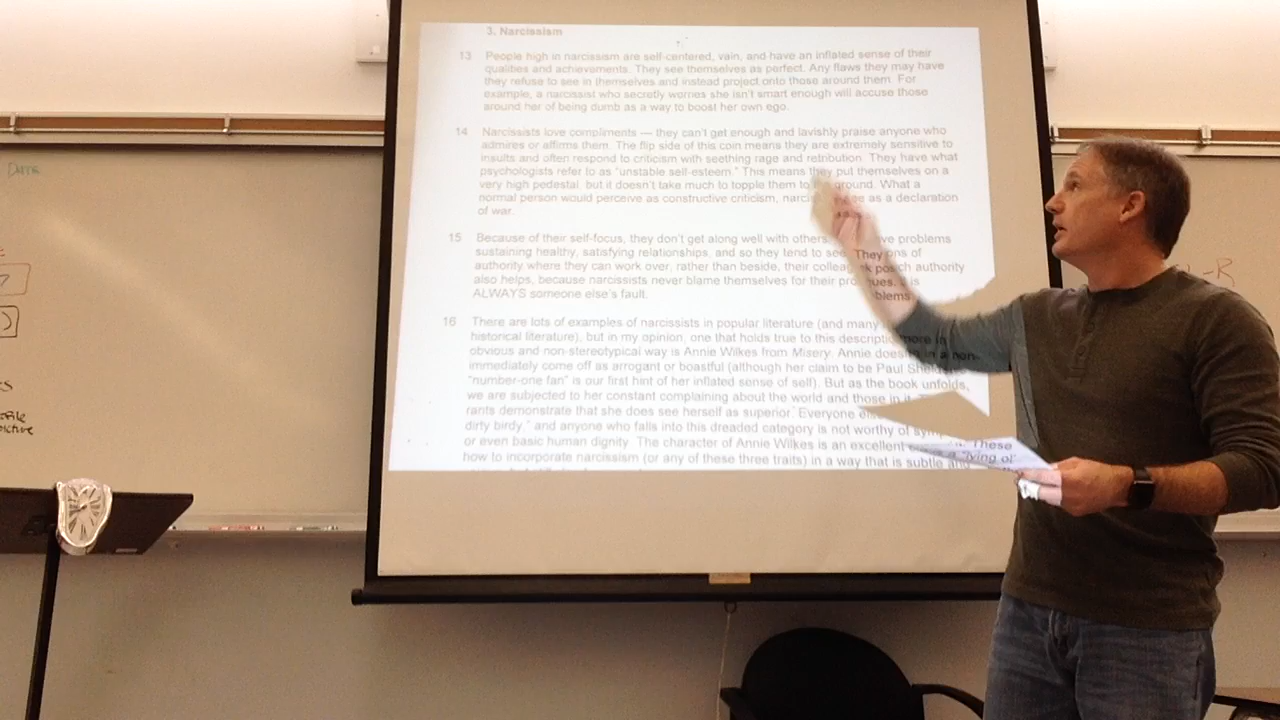 3. Narcissism
13 People high in narcissism are self-centered, vain, and have an inflated sense of their
qualities and achievements. They see themselves as perfect. Any flaws they may have
they refuse to see in themselves and instead project onto those around them. For
example, a narcissist who secretly worries she isn't smart enough will accuse those
around her of being dumb as a way to boost her own ego.
14 Narcissists love compliments — they can't get enough and lavishly praise anyone who
admires or affirms them. The flip side of this coin means they are extremely sensitive to
insults and often respond to criticism with seething rage and retribution. They have what
psychologists refer to as "unstable self-esteem." This means they put themselves on a
very high pedestal, but it doesn't take much to topple them to ground. What a
normal person would perceive as constructive criticism, as a declaration
of war.
15 Because of their self-focus, they don't get along well with others problems
sustaining healthy, satisfying relationships, and so they tend to They
authority where they can work over, rather than beside, their authority
also helps, because narcissists never blame themselves for their is
ALWAYS someone else's fault.
16 There are lots of examples of narcissists in popular literature (and many
historical literature), but in my opinion, one that holds true to this more in
obvious and non-stereotypical way is Annie Wilkes from Misery. Annie in a non-
immediately come off as arrogant or boastful (although her claim to be Paul
"number-one fan" is our first hint of her inflated sense of self). But as the book unfolds,
we are subjected to her constant complaining about the world and those in it.
rants demonstrate that she does see herself as superior. Everyone These
dirty birdy," and anyone who falls into this dreaded category is not worthy of a "lying ol'
or even basic human dignity. The character of Annie Wilkes is an excellent
how to incorporate narcissism (or any of these three traits) in a way that is subtle and
DATE